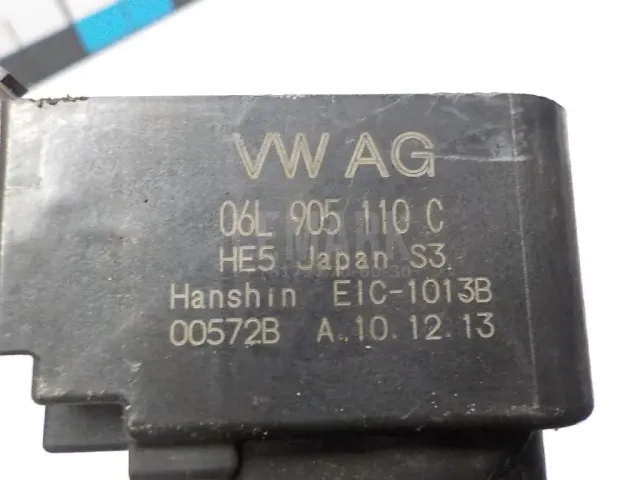 VW AG
06L 905 110 C
HE5 Japan S3
Hanshin EIC-1013B
00572B A. 10. 12. 13